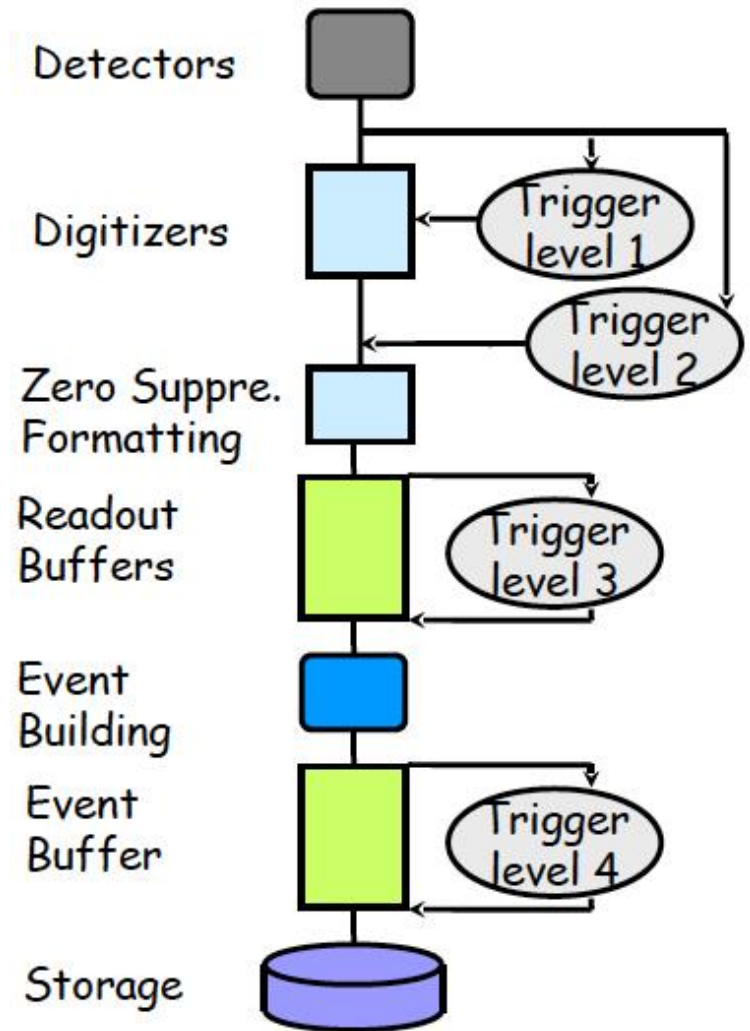 Detectors
Trigger
level 1
Digitizers
Trigger
level 2
Zero Suppre.
Formatting
Readout
Buffers
Trigger
level 3
Event
Building
Event
Buffer
Trigger
level 4
Storage